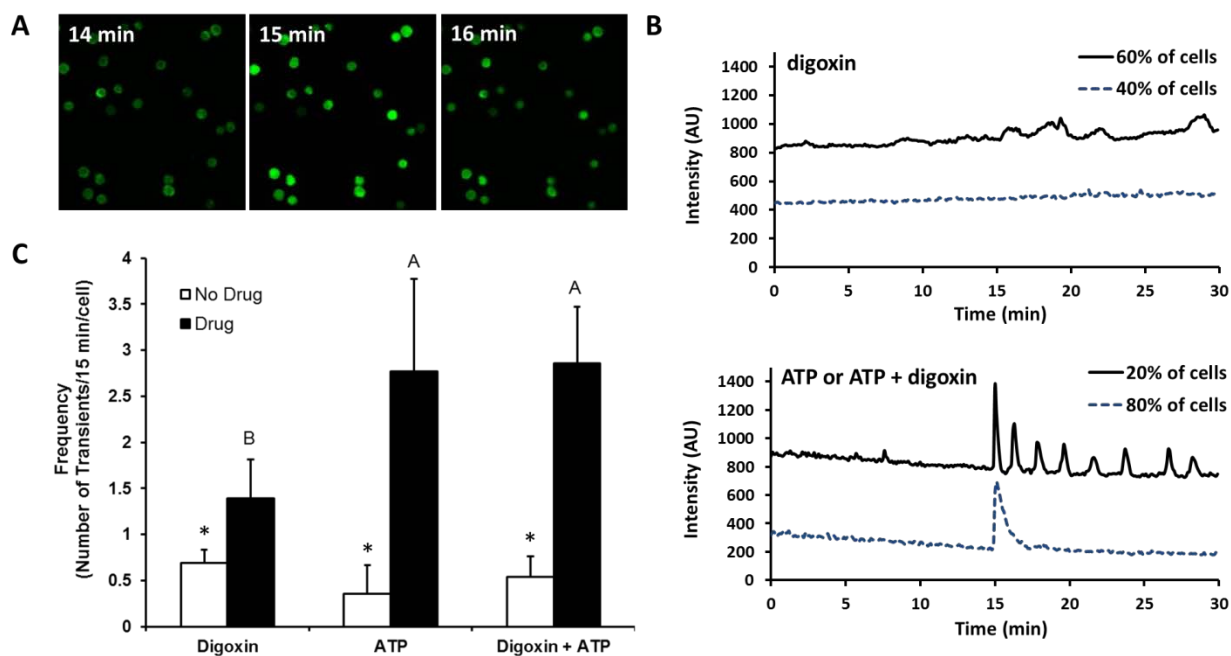 A
14 min
15 min
16 min
B
digoxin
60% of cells
40% of cells
1400
1200
1000
800
600
400
200
0
Intensity (AU)
0 5 10 15 20 25 30
Time (min)
ATP or ATP + digoxin
20% of cells
80% of cells
1400
1200
1000
800
600
400
200
0
Intensity (AU)
0 5 10 15 20 25 30
Time (min)
C
No Drug
Drug
Frequency
(Number of Transients/15 min/cell)
4
3.5
3
2.5
2
1.5
1
0.5
0
* B
* A
* A
Digoxin ATP Digoxin + ATP